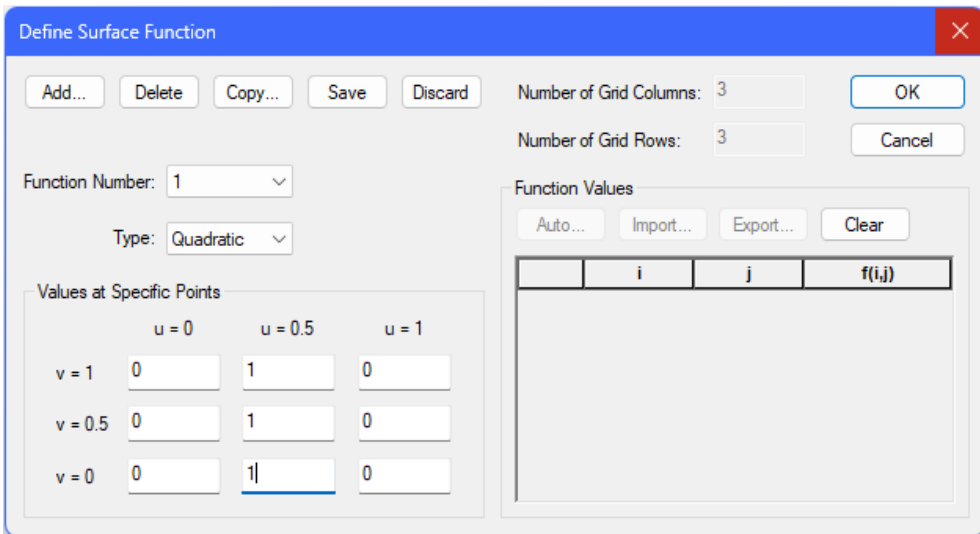 Define Surface Function
Add... Delete Copy... Save Discard
Number of Grid Columns: 3 OK
Number of Grid Rows: 3 Cancel
Function Number: 1
Type: Quadratic
Values at Specific Points
u = 0 u = 0.5 u = 1
v = 1 0 1 0
v = 0.5 0 1 0
v = 0 0 1 0
Function Values
Auto... Import... Export... Clear
i j f(i,j)